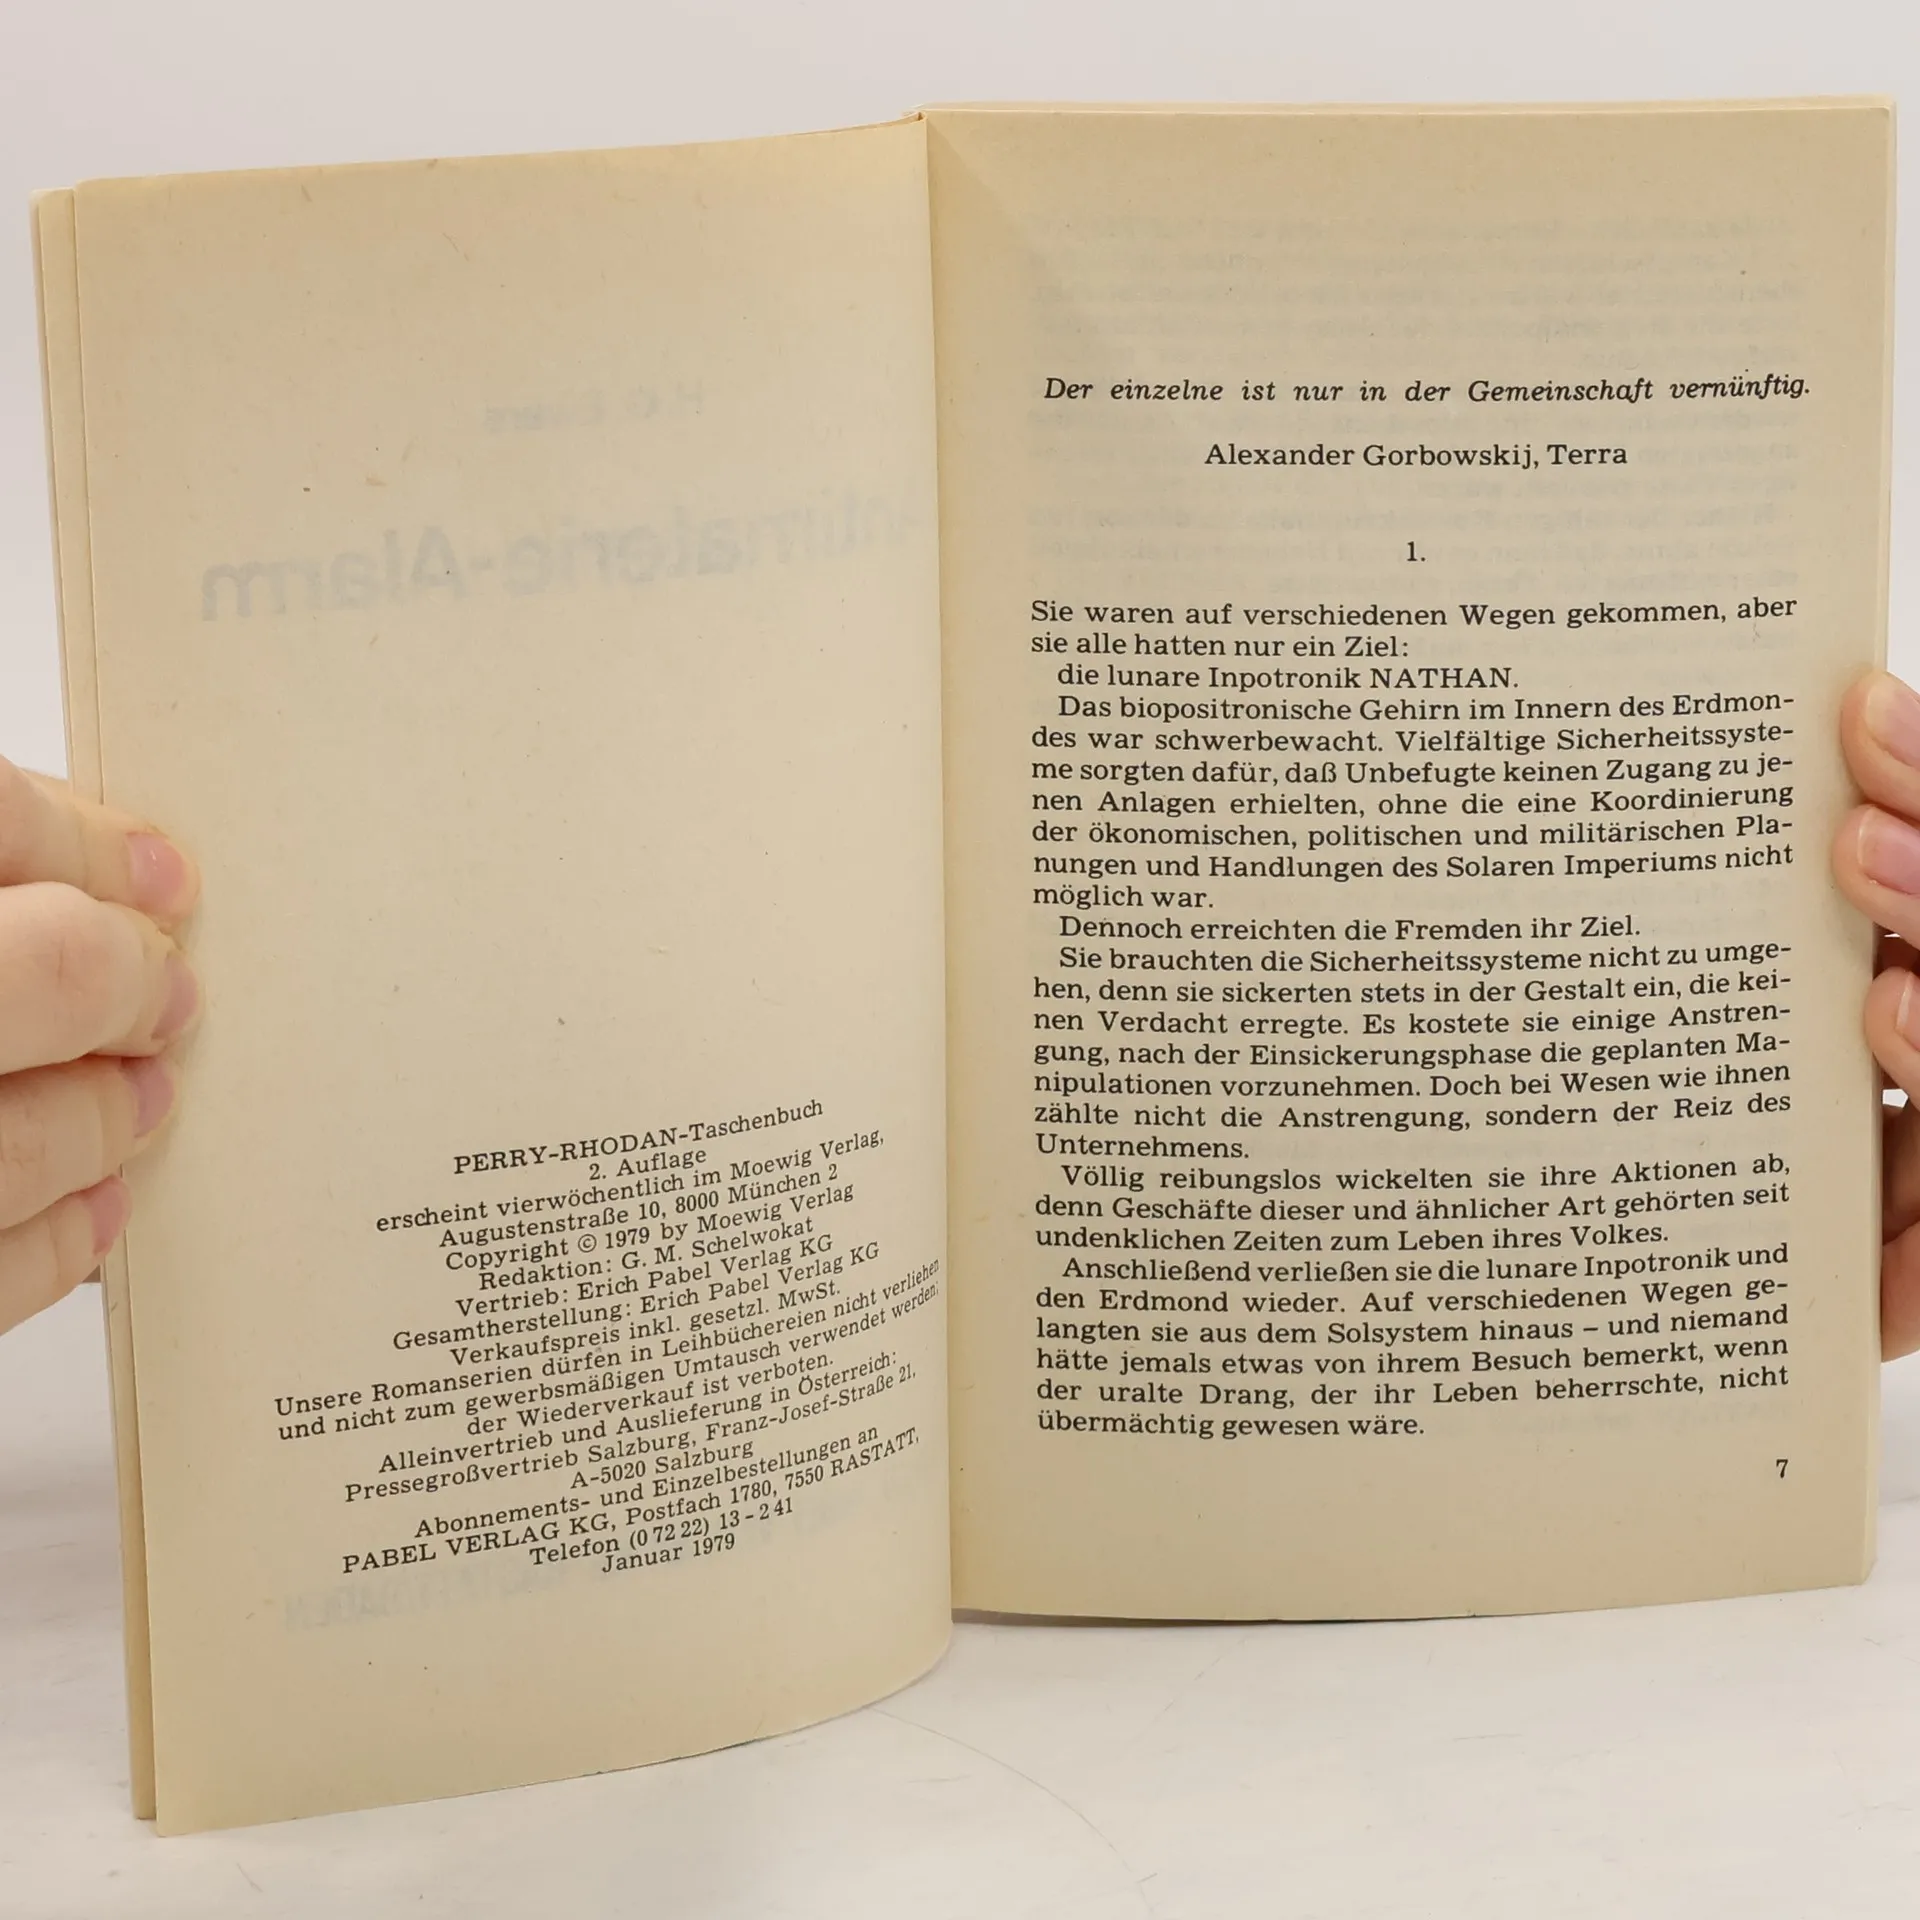 PERRY-RHODAN-Taschenbuch
2. Auflage
erscheint vierwöchentlich im Moewig Verlag,
Augustenstraße 10, 8000 München 2
Copyright © 1979 by Moewig Verlag
Redaktion: G. M. Schelwokat
Vertrieb: Erich Pabel Verlag KG
Gesamtherstellung: Erich Pabel Verlag KG
Verkaufspreis inkl. gesetzl. MwSt.
Unsere Romanserien dürfen in Leihbüchereien nicht verliehen
und nicht zum gewerbsmäßigen Umtausch verwendet werden;
der Wiederverkauf ist verboten.
Alleinvertrieb und Auslieferung in Österreich:
Pressegroßvertrieb Salzburg, Franz-Josef-Straße 21,
A-5020 Salzburg
Abonnements- und Einzelbestellungen an
PABEL VERLAG KG, Postfach 1780, 7550 RASTATT,
Telefon (0 72 22) 13 - 2 41
Januar 1979
Der einzelne ist nur in der Gemeinschaft vernünftig.
Alexander Gorbowskij, Terra
1.
Sie waren auf verschiedenen Wegen gekommen, aber
sie alle hatten nur ein Ziel:
die lunare Inpotronik NATHAN.
Das biopositronische Gehirn im Innern des Erdmon-
des war schwerbewacht. Vielfältige Sicherheitssyste-
me sorgten dafür, daß Unbefugte keinen Zugang zu je-
nen Anlagen erhielten, ohne die eine Koordinierung
der ökonomischen, politischen und militärischen Pla-
nungen und Handlungen des Solaren Imperiums nicht
möglich war.
Dennoch erreichten die Fremden ihr Ziel.
Sie brauchten die Sicherheitssysteme nicht zu umge-
hen, denn sie sickerten stets in der Gestalt ein, die kei-
nen Verdacht erregte. Es kostete sie einige Anstren-
gung, nach der Einsickerungsphase die geplanten Ma-
nipulationen vorzunehmen. Doch bei Wesen wie ihnen
zählte nicht die Anstrengung, sondern der Reiz des
Unternehmens.
Völlig reibungslos wickelten sie ihre Aktionen ab,
denn Geschäfte dieser und ähnlicher Art gehörten seit
undenklichen Zeiten zum Leben ihres Volkes.
Anschließend verließen sie die lunare Inpotronik und
den Erdmond wieder. Auf verschiedenen Wegen ge-
langten sie aus dem Solsystem hinaus – und niemand
hätte jemals etwas von ihrem Besuch bemerkt, wenn
der uralte Drang, der ihr Leben beherrschte, nicht
übermächtig gewesen wäre.
7